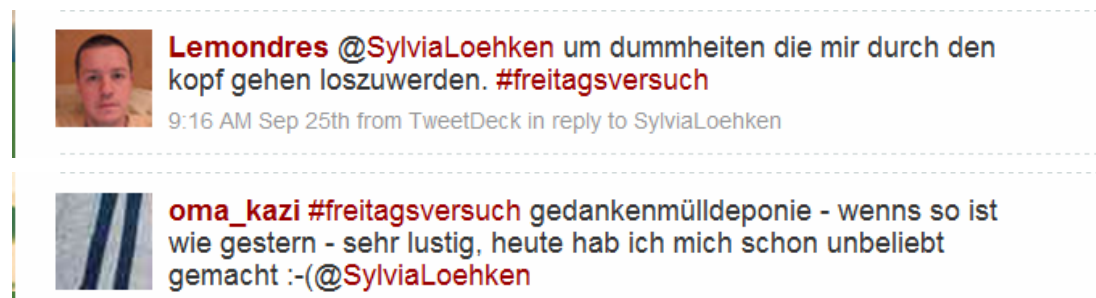 Lemondres @SylviaLoehken um dummheiten die mir durch den
kopf gehen loszuwerden. #freitagsversuch
9:16 AM Sep 25th from TweetDeck in reply to SylviaLoehken
oma_kazi #freitagsversuch gedankenmülldeponie - wenns so ist
wie gestern - sehr lustig, heute hab ich mich schon unbeliebt
gemacht :-(@SylviaLoehken